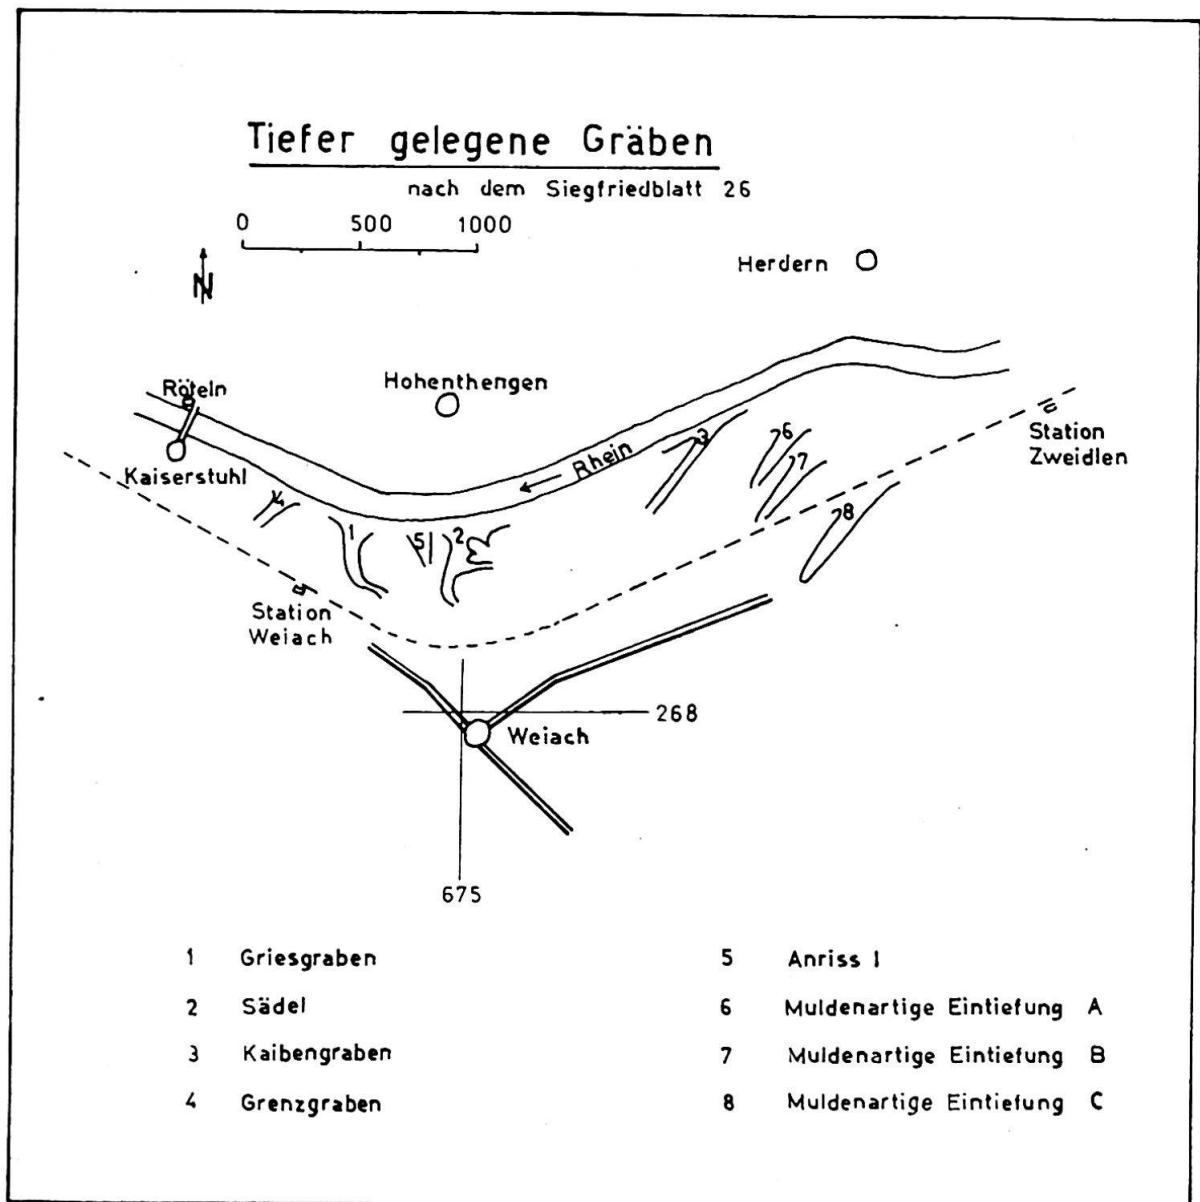 Tiefer gelegene Gräben
nach dem Siegfriedblatt 26
0 500 1000
N
Herdern
Röteln
Hohenthengen
Kaiserstuhl
Rhein
Station
Zweidlen
3
6
7
8
4
1
5
2
Station
Weiach
268
Weiach
675
1 Griesgraben
2 Sädel
3 Kaibengraben
4 Grenzgraben
5 Anriss I
6 Muldenartige Eintiefung A
7 Muldenartige Eintiefung B
8 Muldenartige Eintiefung C